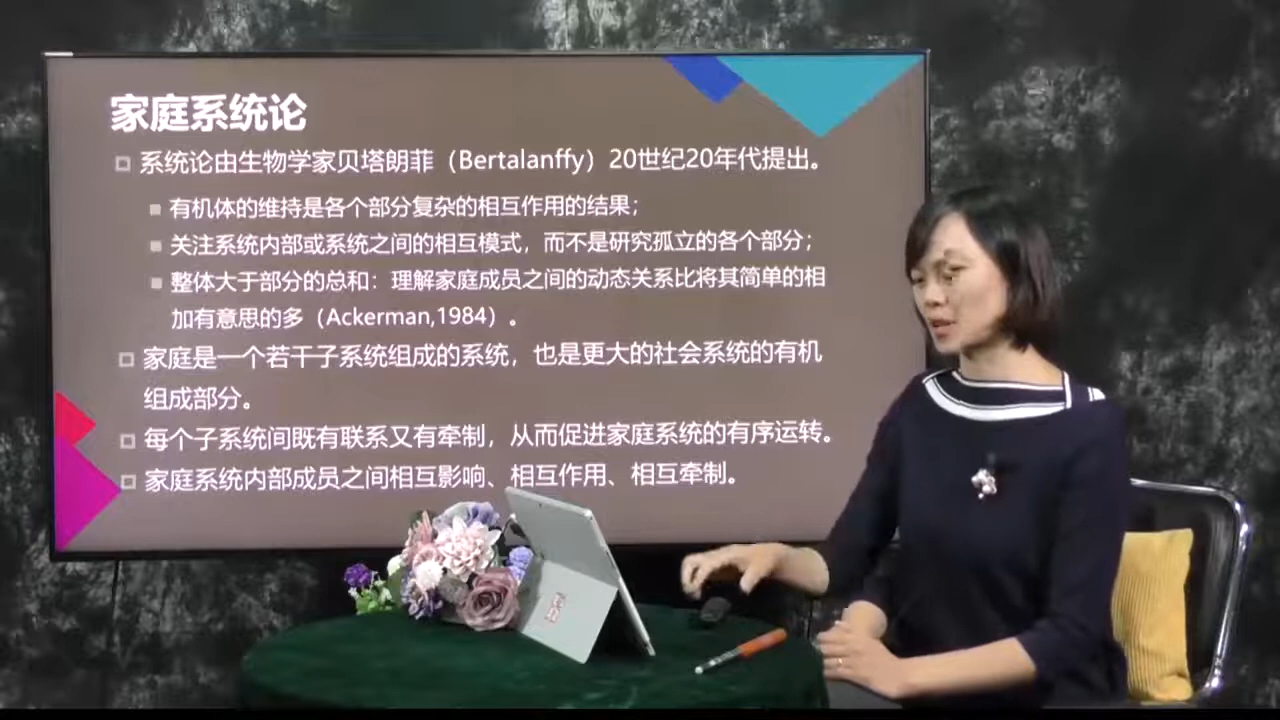 家庭系统论
系统论由生物学家贝塔朗菲（Bertalanffy）20世纪20年代提出。
有机体的维持是各个部分复杂的相互作用的结果；
关注系统内部或系统之间的相互模式，而不是研究孤立的各个部分；
整体大于部分的总和：理解家庭成员之间的动态关系比将其简单的相
加有意思的多（Ackerman,1984）。
家庭是一个若干子系统组成的系统，也是更大的社会系统的有机
组成部分。
每个子系统间既有联系又有牵制，从而促进家庭系统的有序运转。
家庭系统内部成员之间相互影响、相互作用、相互牵制。